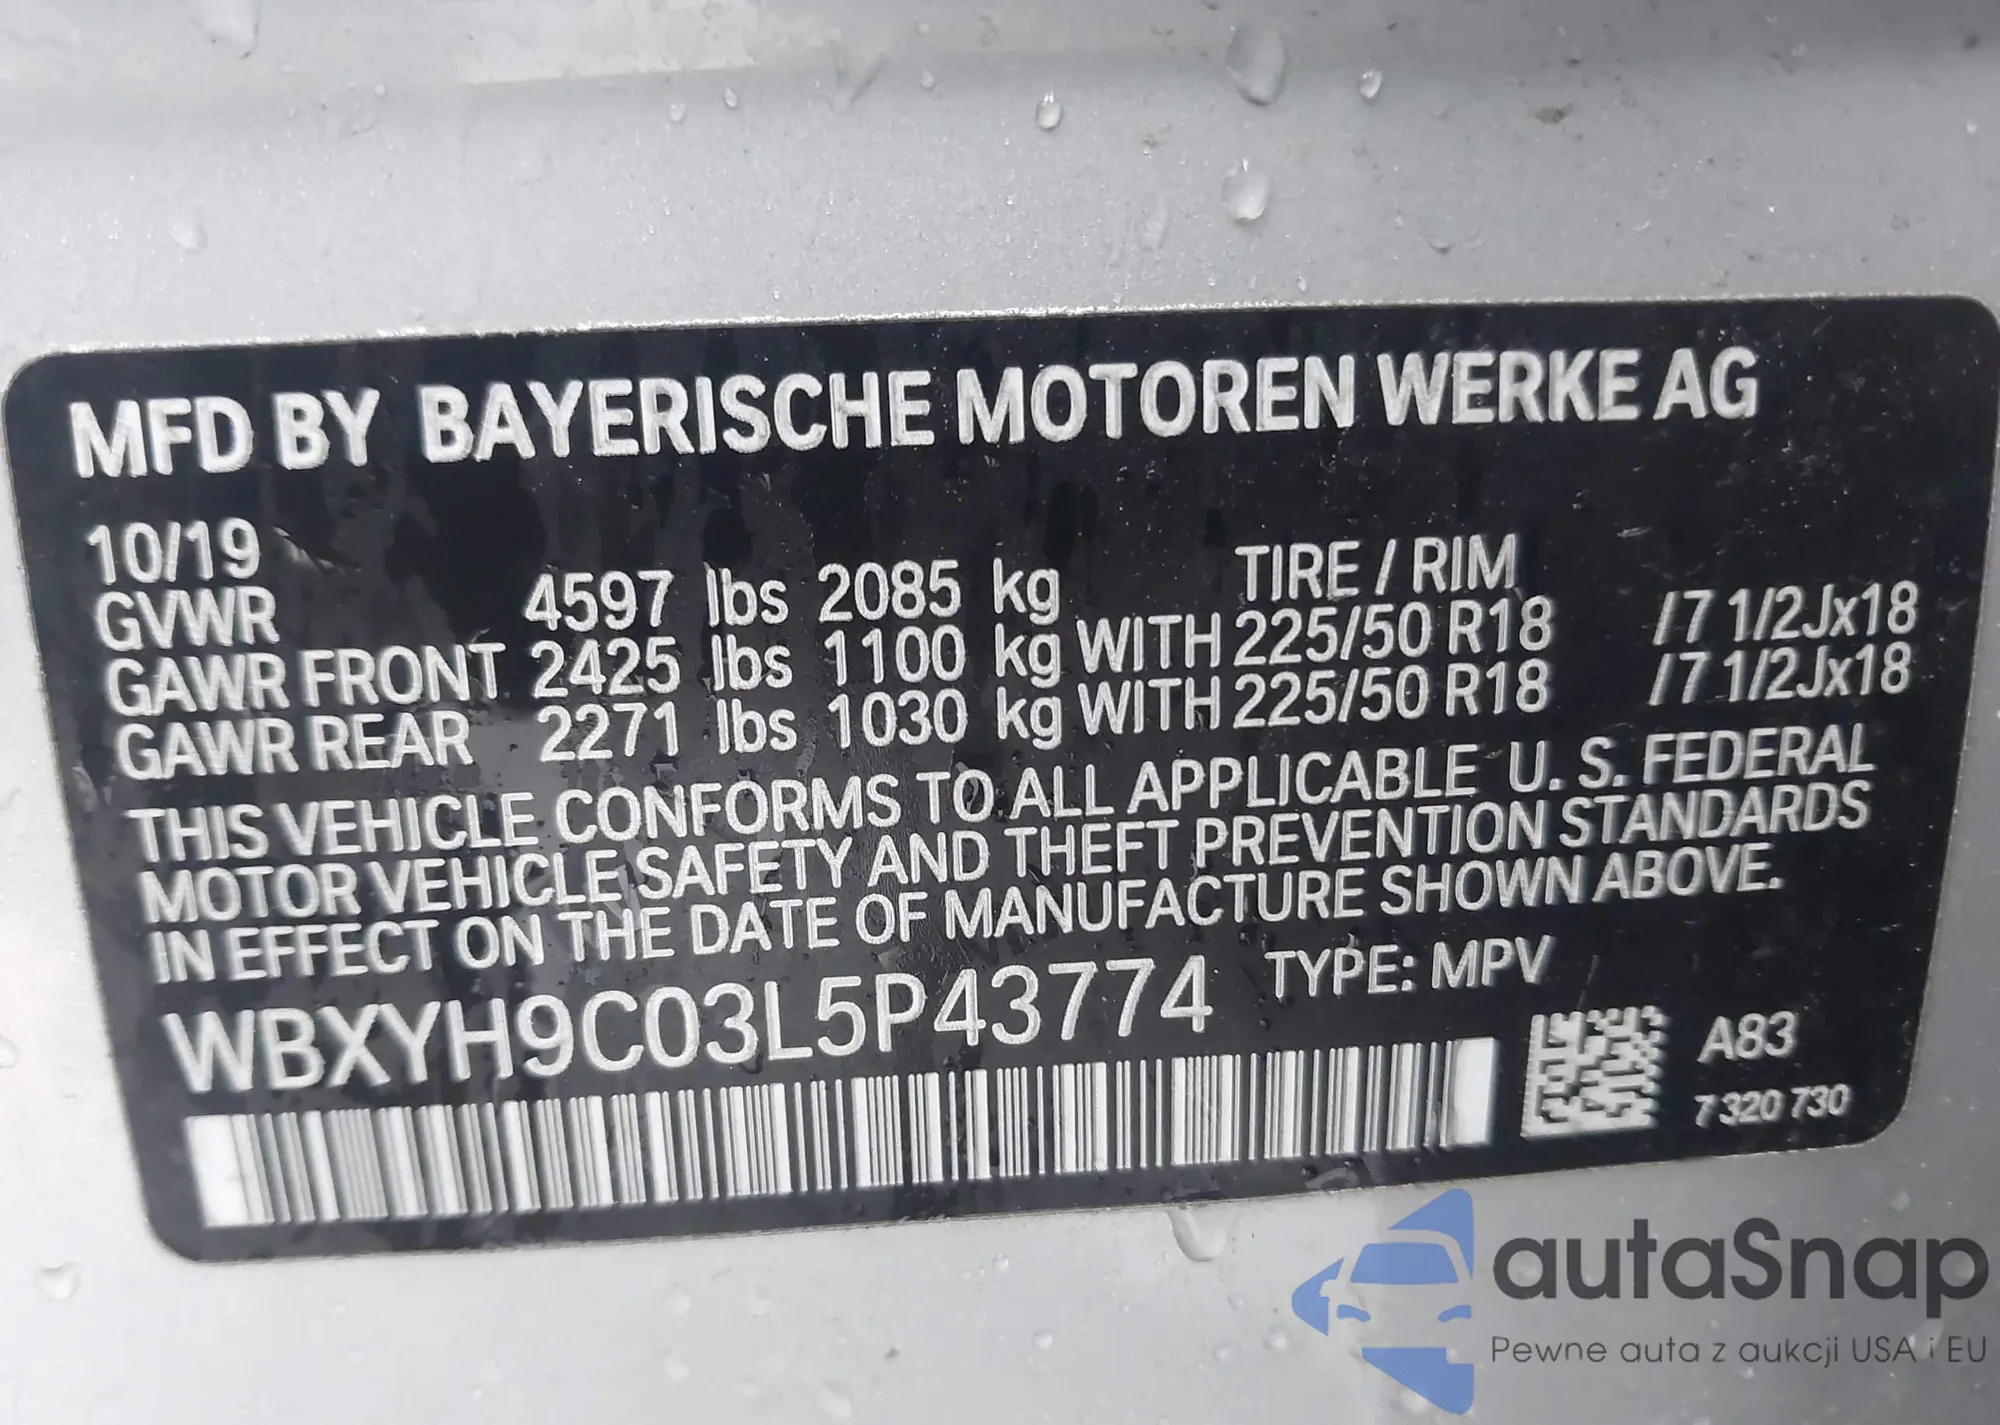 MFD BY BAYERISCHE MOTOREN WERKE AG
10/19 TIRE / RIM
GVWR 4597 lbs 2085 kg
GAWR FRONT 2425 lbs 1100 kg WITH 225/50 R18 /7 1/2Jx18
GAWR REAR 2271 lbs 1030 kg WITH 225/50 R18 /7 1/2Jx18
THIS VEHICLE CONFORMS TO ALL APPLICABLE U. S. FEDERAL
MOTOR VEHICLE SAFETY AND THEFT PREVENTION STANDARDS
IN EFFECT ON THE DATE OF MANUFACTURE SHOWN ABOVE.
WBXYH9C03L5P43774 TYPE: MPV
A83
7 320 730
autaSnap
Pewne auta z aukcji USA i EU